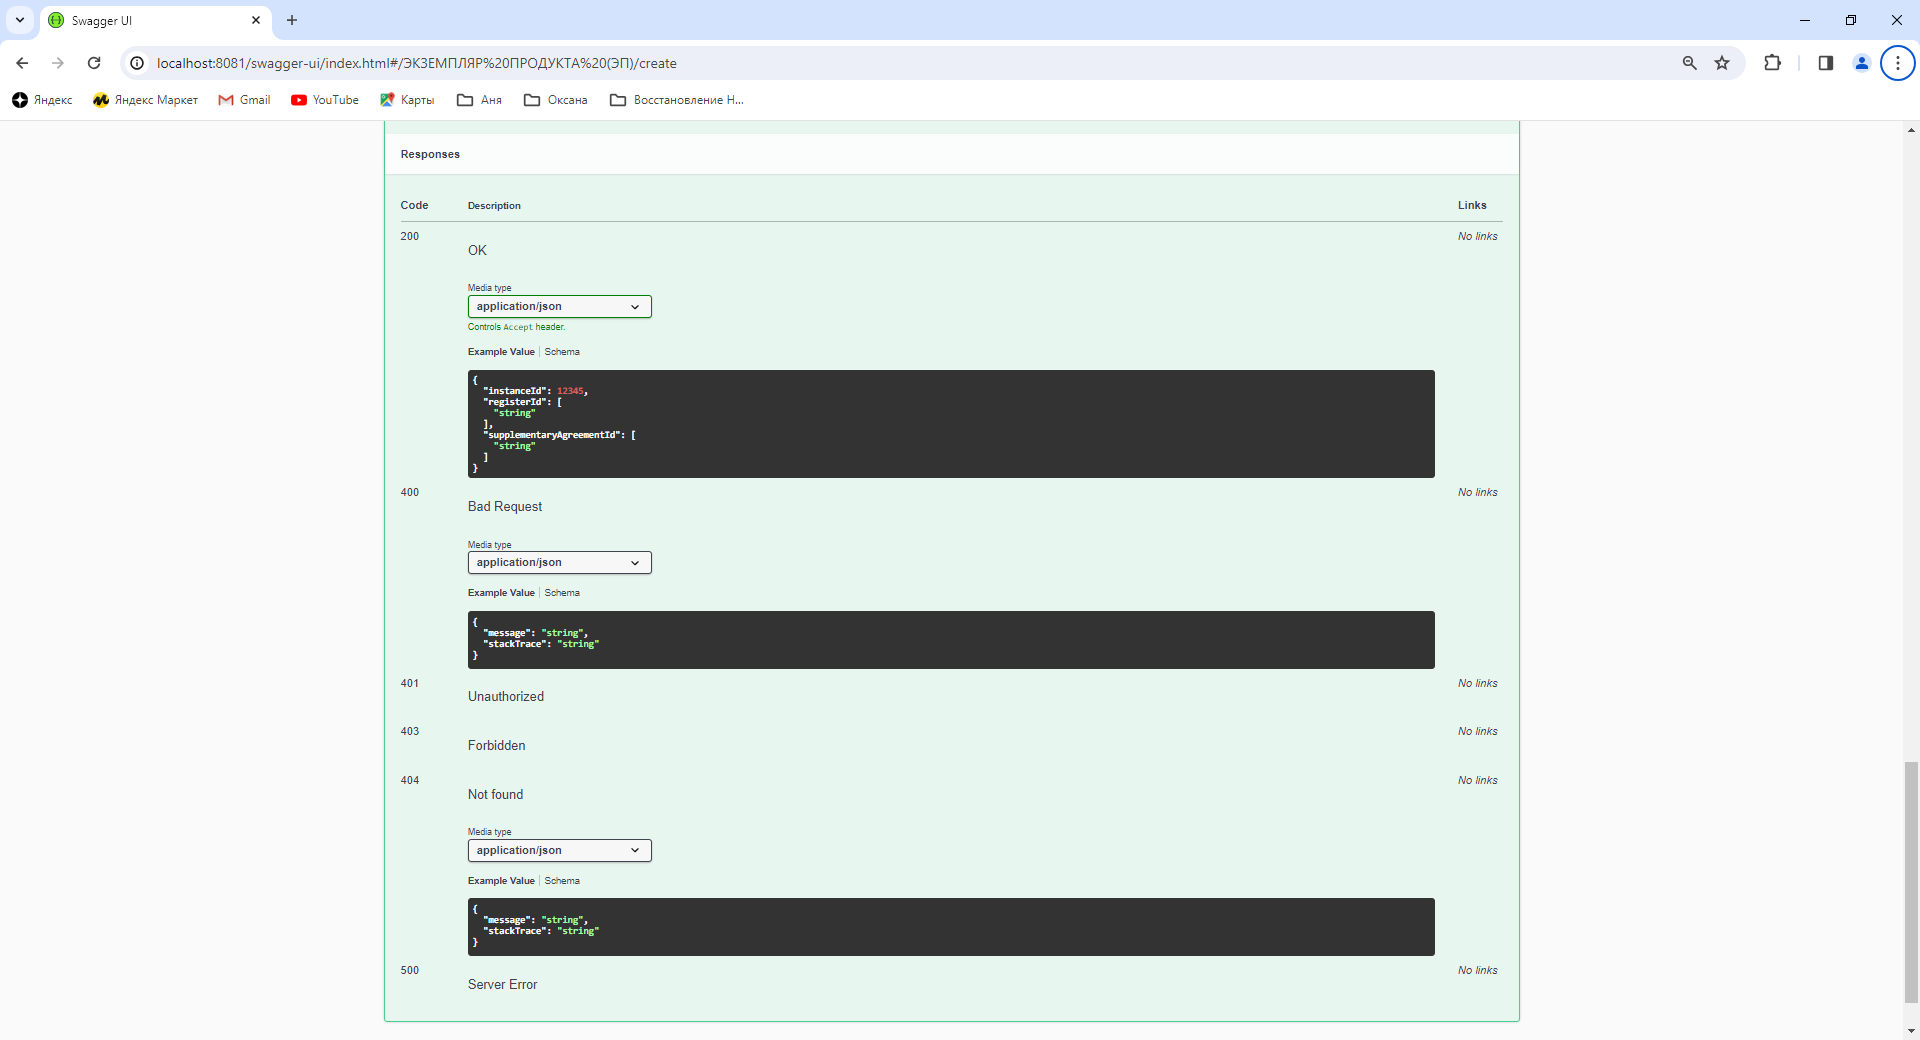 Swagger UI
localhost:8081/swagger-ui/index.html#/ЭКЗЕМПЛЯР%20ПРОДУКТА%20(ЭП)/create
Яндекс
Яндекс Маркет
Gmail
YouTube
Карты
Аня
Оксана
Восстановление Н...
Responses
Code Description Links
200 No links
OK
Media type
application/json
Controls Accept header.
Example Value | Schema
{
"instanceId": 12345,
"registerId": [
"string"
],
"supplementaryAgreementId": [
"string"
]
}
400 No links
Bad Request
Media type
application/json
Example Value | Schema
{
"message": "string",
"stackTrace": "string"
}
401 No links
Unauthorized
403 No links
Forbidden
404 No links
Not found
Media type
application/json
Example Value | Schema
{
"message": "string",
"stackTrace": "string"
}
500 No links
Server Error